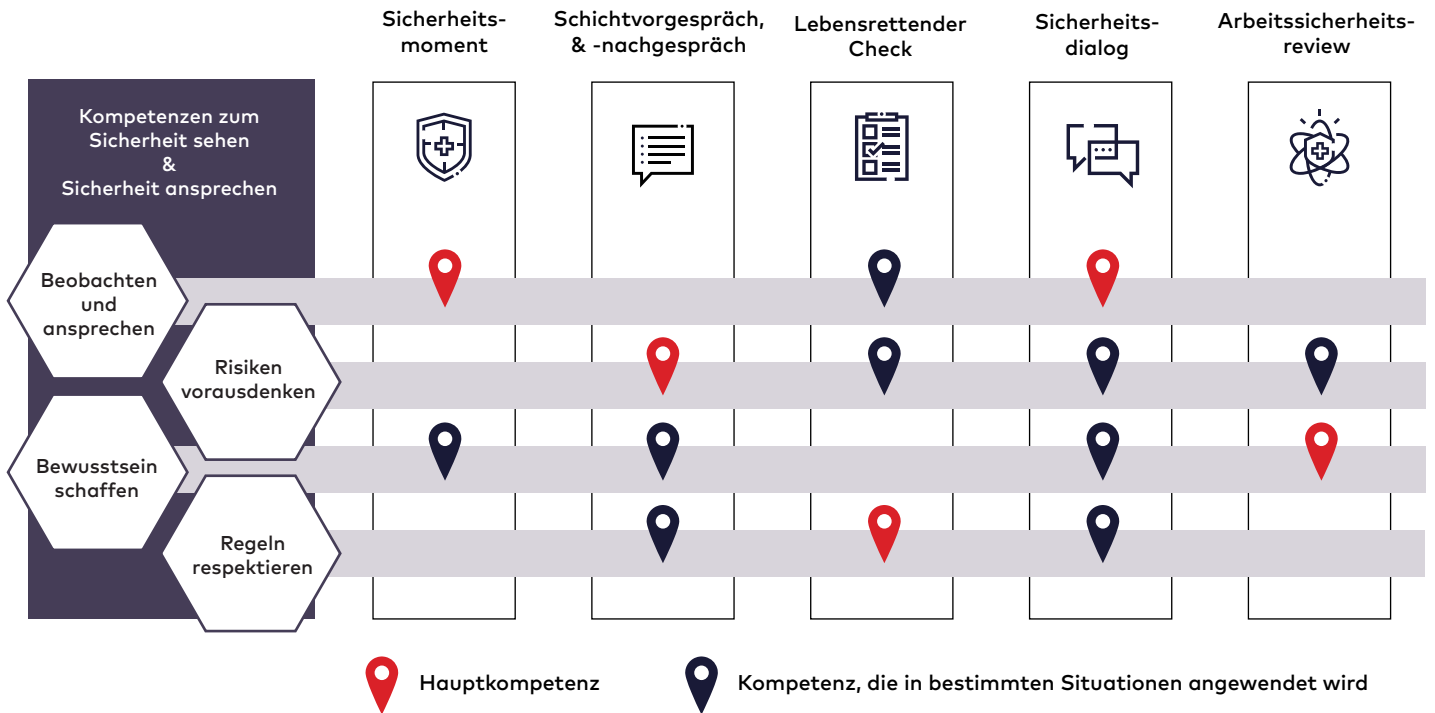 Sicherheits-
moment
Schichtvorgespräch,
& -nachgespräch
Lebensrettender
Check
Sicherheits-
dialog
Arbeitssicherheits-
review
Kompetenzen zum
Sicherheit sehen
&
Sicherheit ansprechen
Beobachten
und
ansprechen
Risiken
vorausdenken
Bewusstsein
schaffen
Regeln
respektieren
Hauptkompetenz
Kompetenz, die in bestimmten Situationen angewendet wird